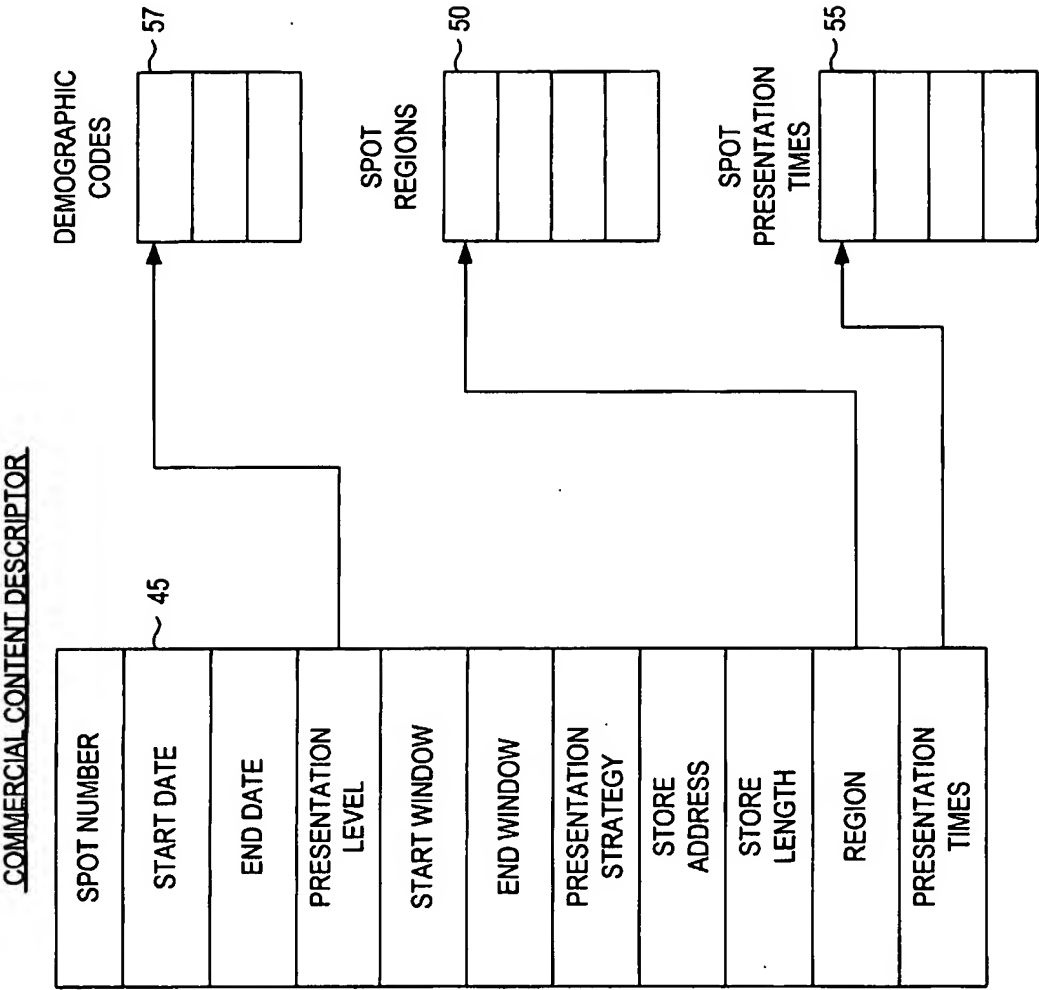 COMMERCIAL CONTENT DESCRIPTOR
SPOT NUMBER
START DATE
END DATE
PRESENTATION
LEVEL
START WINDOW
END WINDOW
PRESENTATION
STRATEGY
STORE
ADDRESS
STORE
LENGTH
REGION
PRESENTATION
TIMES
45
DEMOGRAPHIC
CODES
57
SPOT
REGIONS
50
SPOT
PRESENTATION
TIMES
55